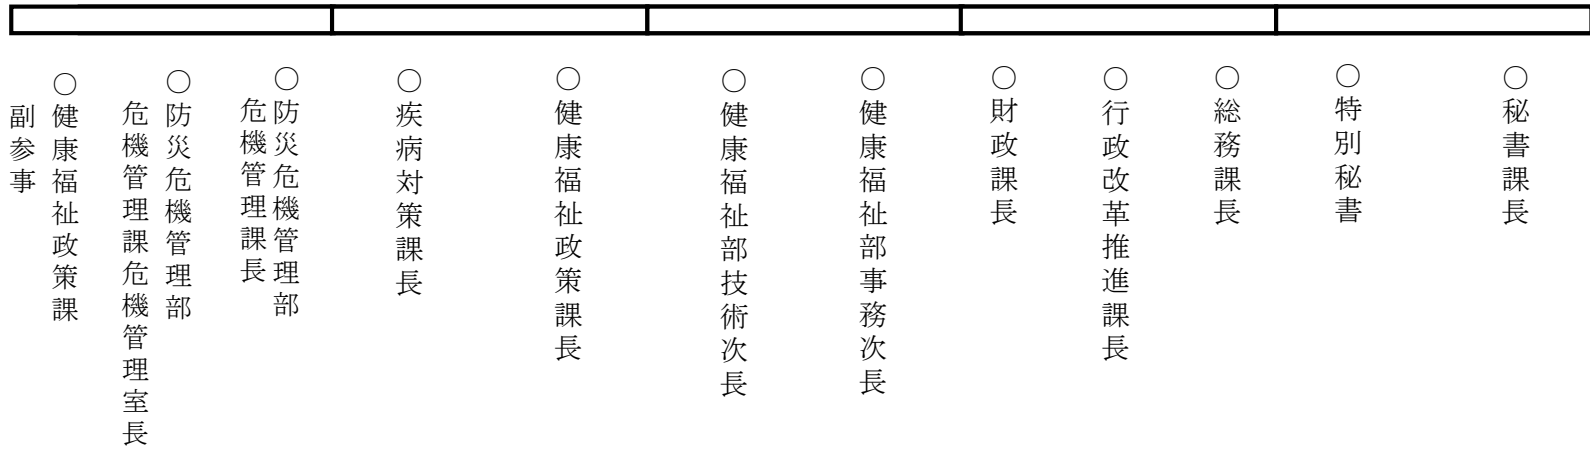 ○秘書課長
○特別秘書
○総務課長
○行政改革推進課長
○財政課長
○健康福祉部事務次長
○健康福祉部技術次長
○健康福祉政策課長
○疾病対策課長
○防災危機管理部
危機管理課長
○防災危機管理部
危機管理課危機管理室長
○健康福祉政策課
副参事